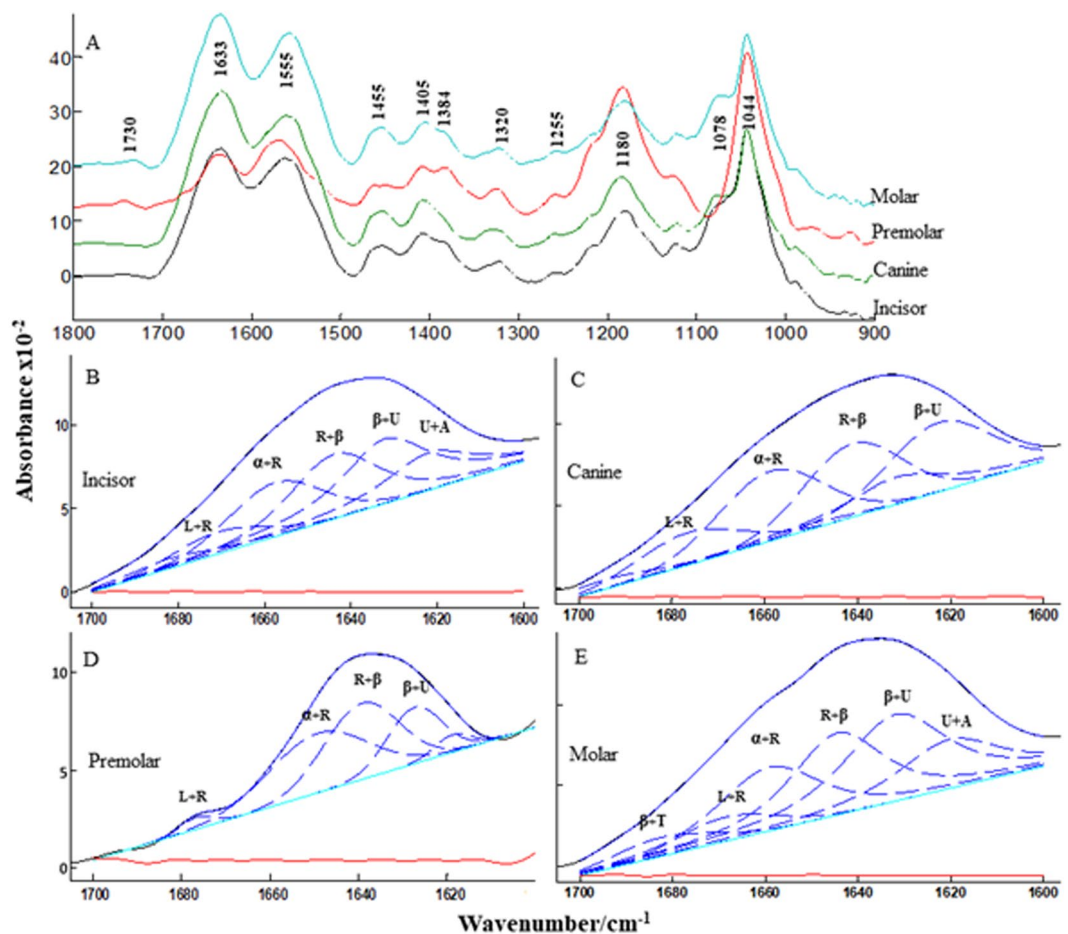 A
40
30
20
10
0
1730
1633
1555
1455
1405
1384
1320
1255
1180
1078
1044
Molar
Premolar
Canine
Incisor
1800 1700 1600 1500 1400 1300 1200 1100 1000 900
Absorbance x10-2
B
10
5
0
Incisor
L+R
α+R
R+β
β+U
U+A
1700 1680 1660 1640 1620 1600
C
Canine
L+R
α+R
R+β
β+U
1700 1680 1660 1640 1620 1600
D
10
5
0
Premolar
L+R
α+R
R+β
β+U
1700 1680 1660 1640 1620
E
Molar
β+T
L+R
α+R
R+β
β+U
U+A
1700 1680 1660 1640 1620 1600
Wavenumber/cm-1